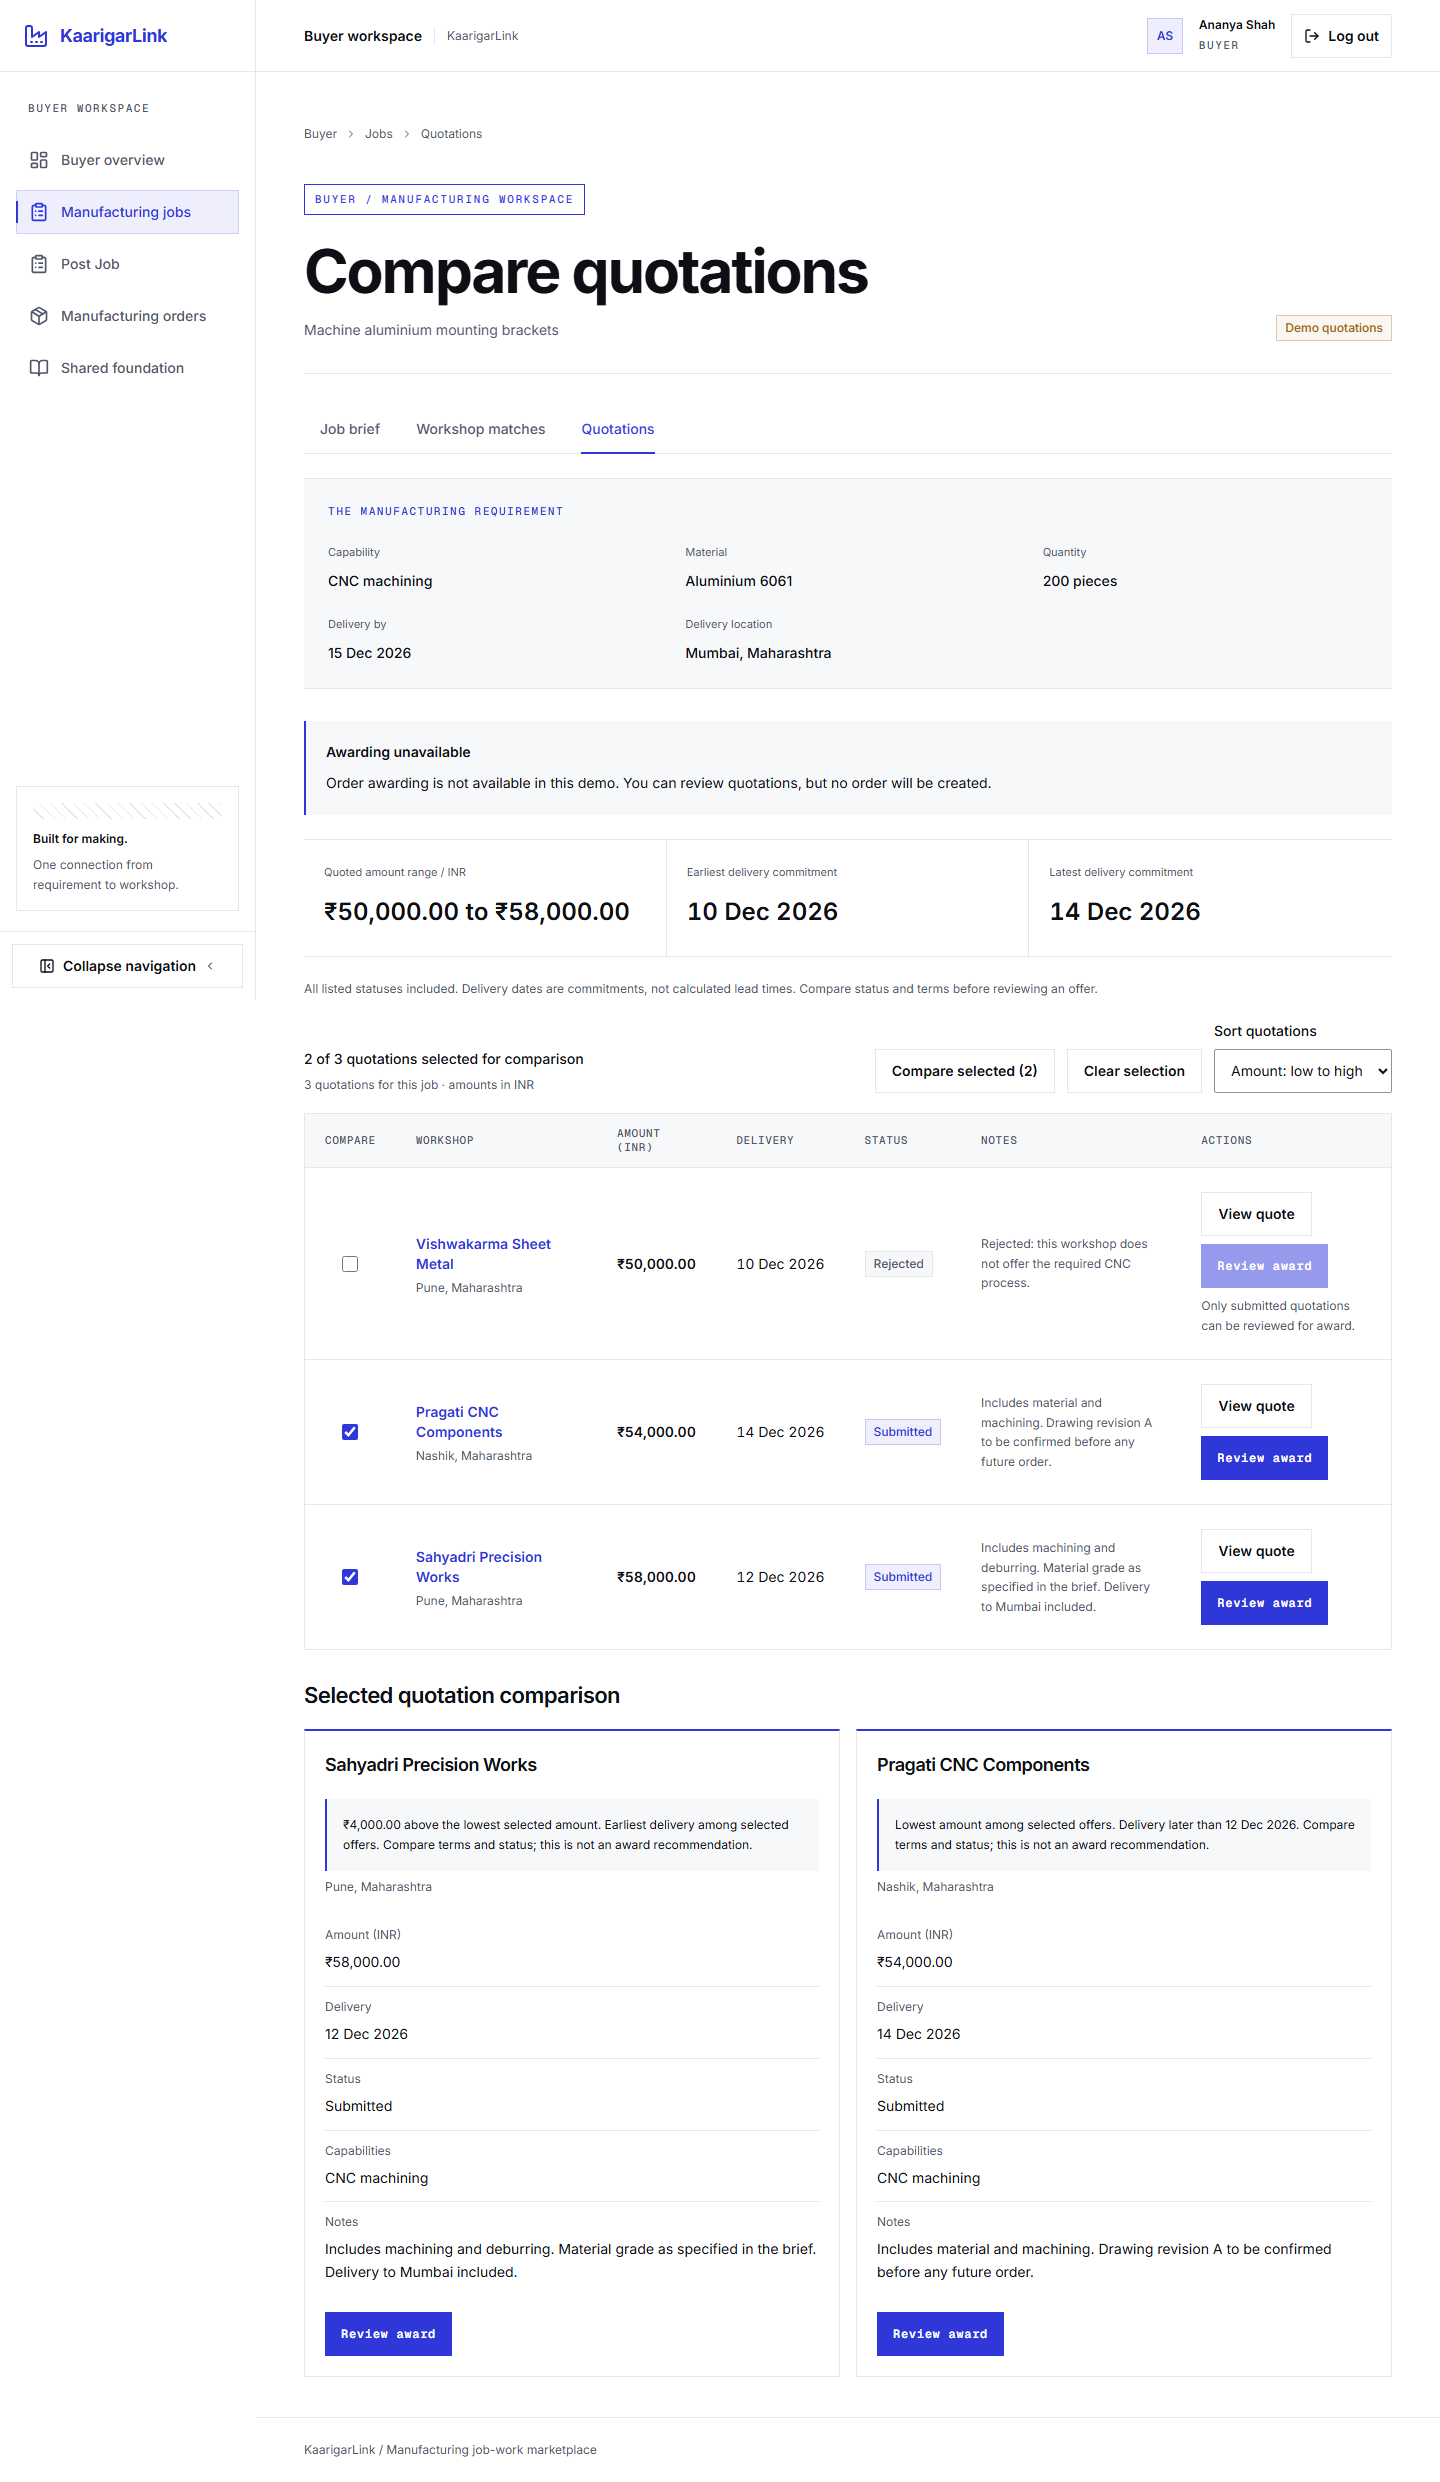 KaarigarLink
Buyer workspace
KaarigarLink
AS
Ananya Shah
BUYER
Log out
BUYER WORKSPACE
Buyer overview
Manufacturing jobs
Post Job
Manufacturing orders
Shared foundation
Built for making.
One connection from
requirement to workshop.
Collapse navigation
Buyer > Jobs > Quotations
BUYER / MANUFACTURING WORKSPACE
Compare quotations
Machine aluminium mounting brackets
Demo quotations
Job brief
Workshop matches
Quotations
THE MANUFACTURING REQUIREMENT
Capability
CNC machining
Material
Aluminium 6061
Quantity
200 pieces
Delivery by
15 Dec 2026
Delivery location
Mumbai, Maharashtra
Awarding unavailable
Order awarding is not available in this demo. You can review quotations, but no order will be created.
Quoted amount range / INR
₹50,000.00 to ₹58,000.00
Earliest delivery commitment
10 Dec 2026
Latest delivery commitment
14 Dec 2026
All listed statuses included. Delivery dates are commitments, not calculated lead times. Compare status and terms before reviewing an offer.
2 of 3 quotations selected for comparison
3 quotations for this job · amounts in INR
Compare selected (2)
Clear selection
Sort quotations
Amount: low to high
COMPARE
WORKSHOP
AMOUNT
(INR)
DELIVERY
STATUS
NOTES
ACTIONS
Vishwakarma Sheet
Metal
Pune, Maharashtra
₹50,000.00
10 Dec 2026
Rejected
Rejected: this workshop does
not offer the required CNC
process.
View quote
Review award
Only submitted quotations
can be reviewed for award.
Pragati CNC
Components
Nashik, Maharashtra
₹54,000.00
14 Dec 2026
Submitted
Includes material and
machining. Drawing revision A
to be confirmed before any
future order.
View quote
Review award
Sahyadri Precision
Works
Pune, Maharashtra
₹58,000.00
12 Dec 2026
Submitted
Includes machining and
deburring. Material grade as
specified in the brief. Delivery
to Mumbai included.
View quote
Review award
Selected quotation comparison
Sahyadri Precision Works
₹4,000.00 above the lowest selected amount. Earliest delivery among selected
offers. Compare terms and status; this is not an award recommendation.
Pune, Maharashtra
Amount (INR)
₹58,000.00
Delivery
12 Dec 2026
Status
Submitted
Capabilities
CNC machining
Notes
Includes machining and deburring. Material grade as specified in the brief.
Delivery to Mumbai included.
Review award
Pragati CNC Components
Lowest amount among selected offers. Delivery later than 12 Dec 2026. Compare
terms and status; this is not an award recommendation.
Nashik, Maharashtra
Amount (INR)
₹54,000.00
Delivery
14 Dec 2026
Status
Submitted
Capabilities
CNC machining
Notes
Includes material and machining. Drawing revision A to be confirmed
before any future order.
Review award
KaarigarLink / Manufacturing job-work marketplace